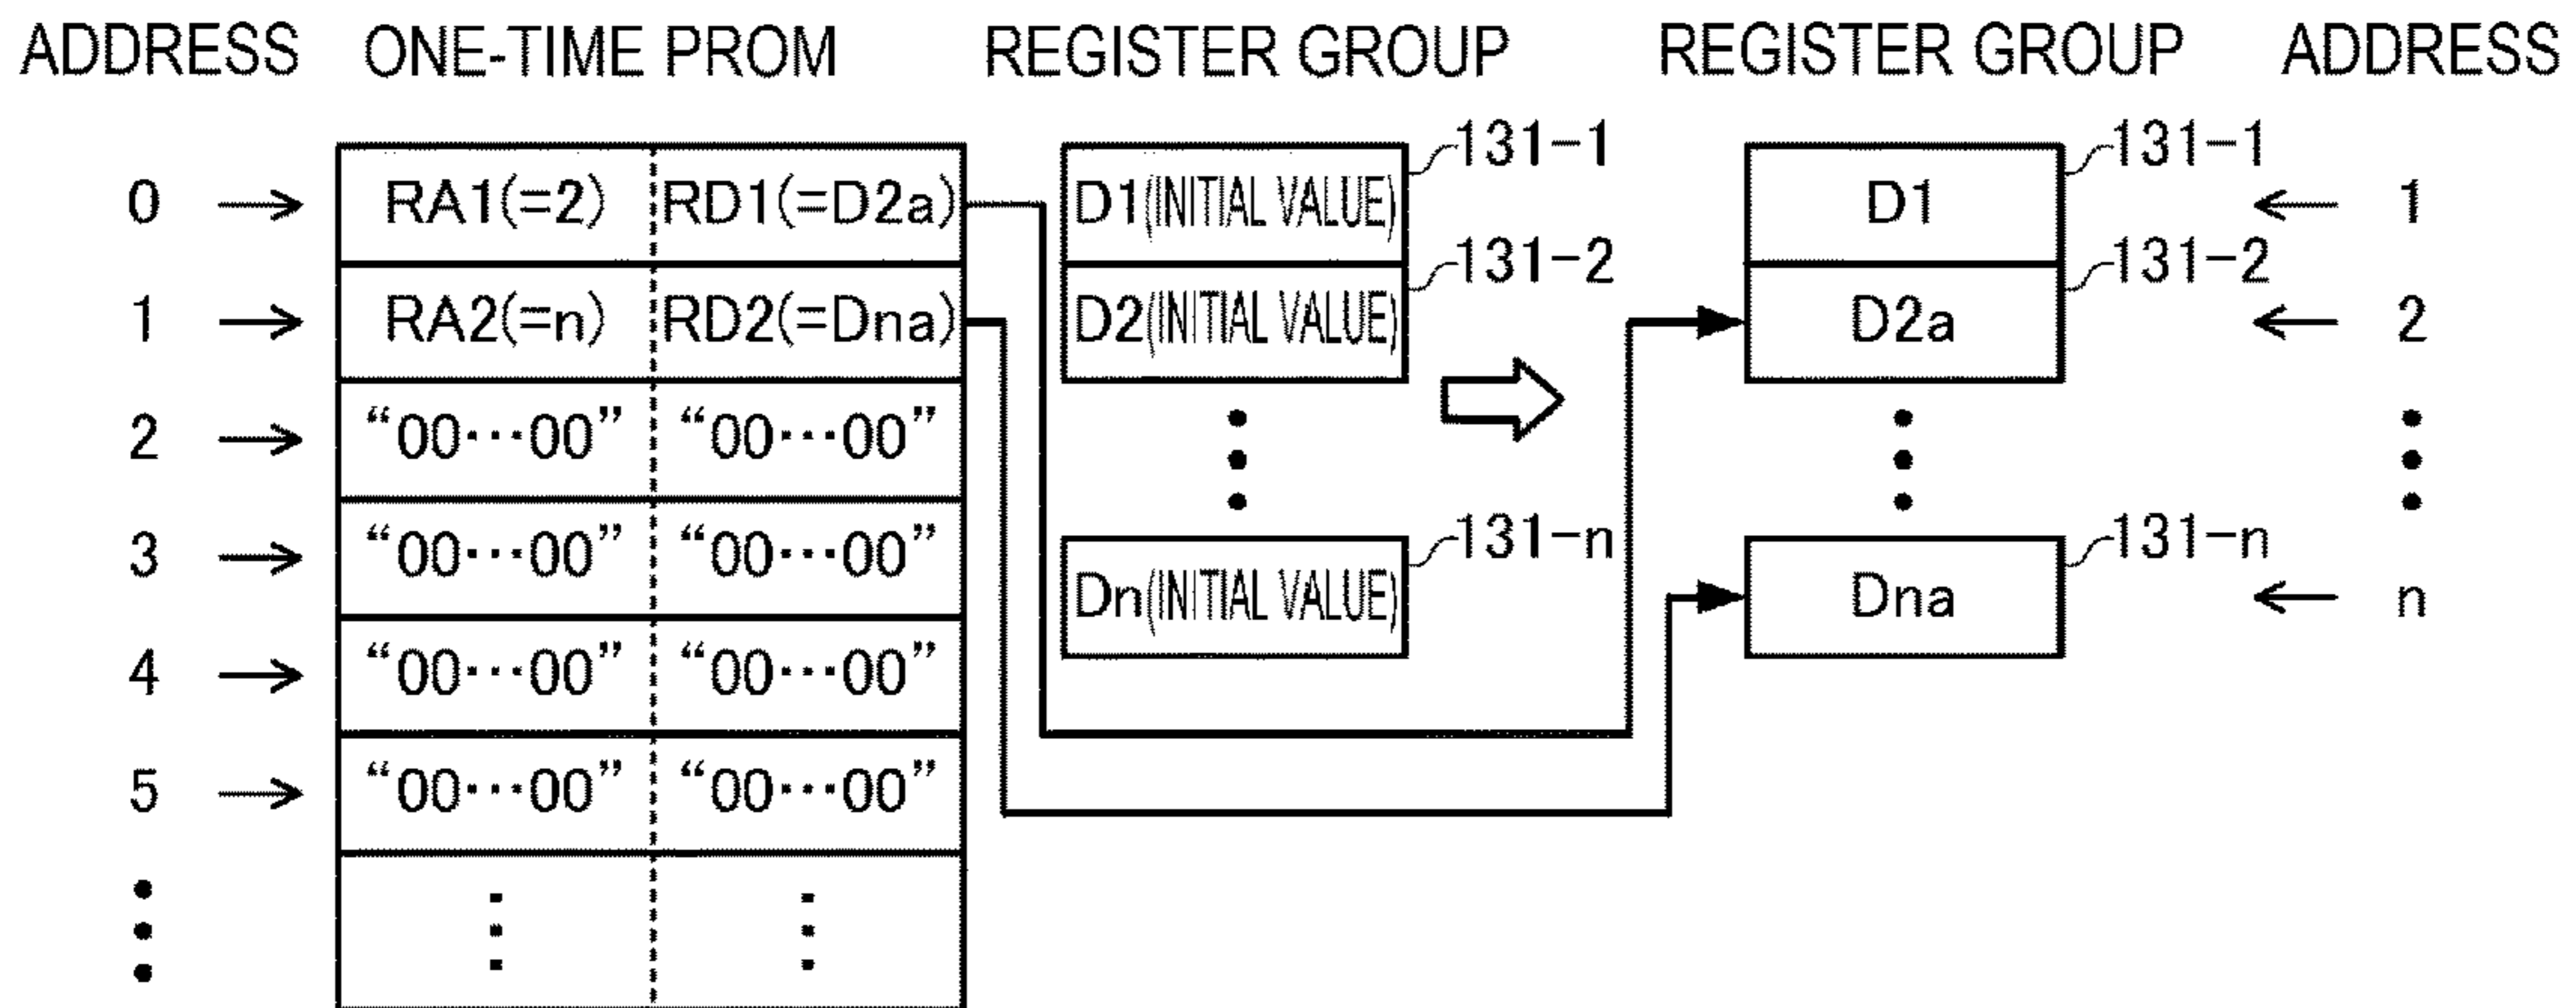 ADDRESS ONE-TIME PROM REGISTER GROUP REGISTER GROUP ADDRESS
131-1 131-1
0 → RA1(=2) RD1(=D2a) D1(INITIAL VALUE) D1 ← 1
131-2 131-2
1 → RA2(=n) RD2(=Dna) D2(INITIAL VALUE) D2a ← 2
2 → “00···00” “00···00”
131-n 131-n
3 → “00···00” “00···00”
Dn(INITIAL VALUE) Dna ← n
4 → “00···00” “00···00”
5 → “00···00” “00···00”